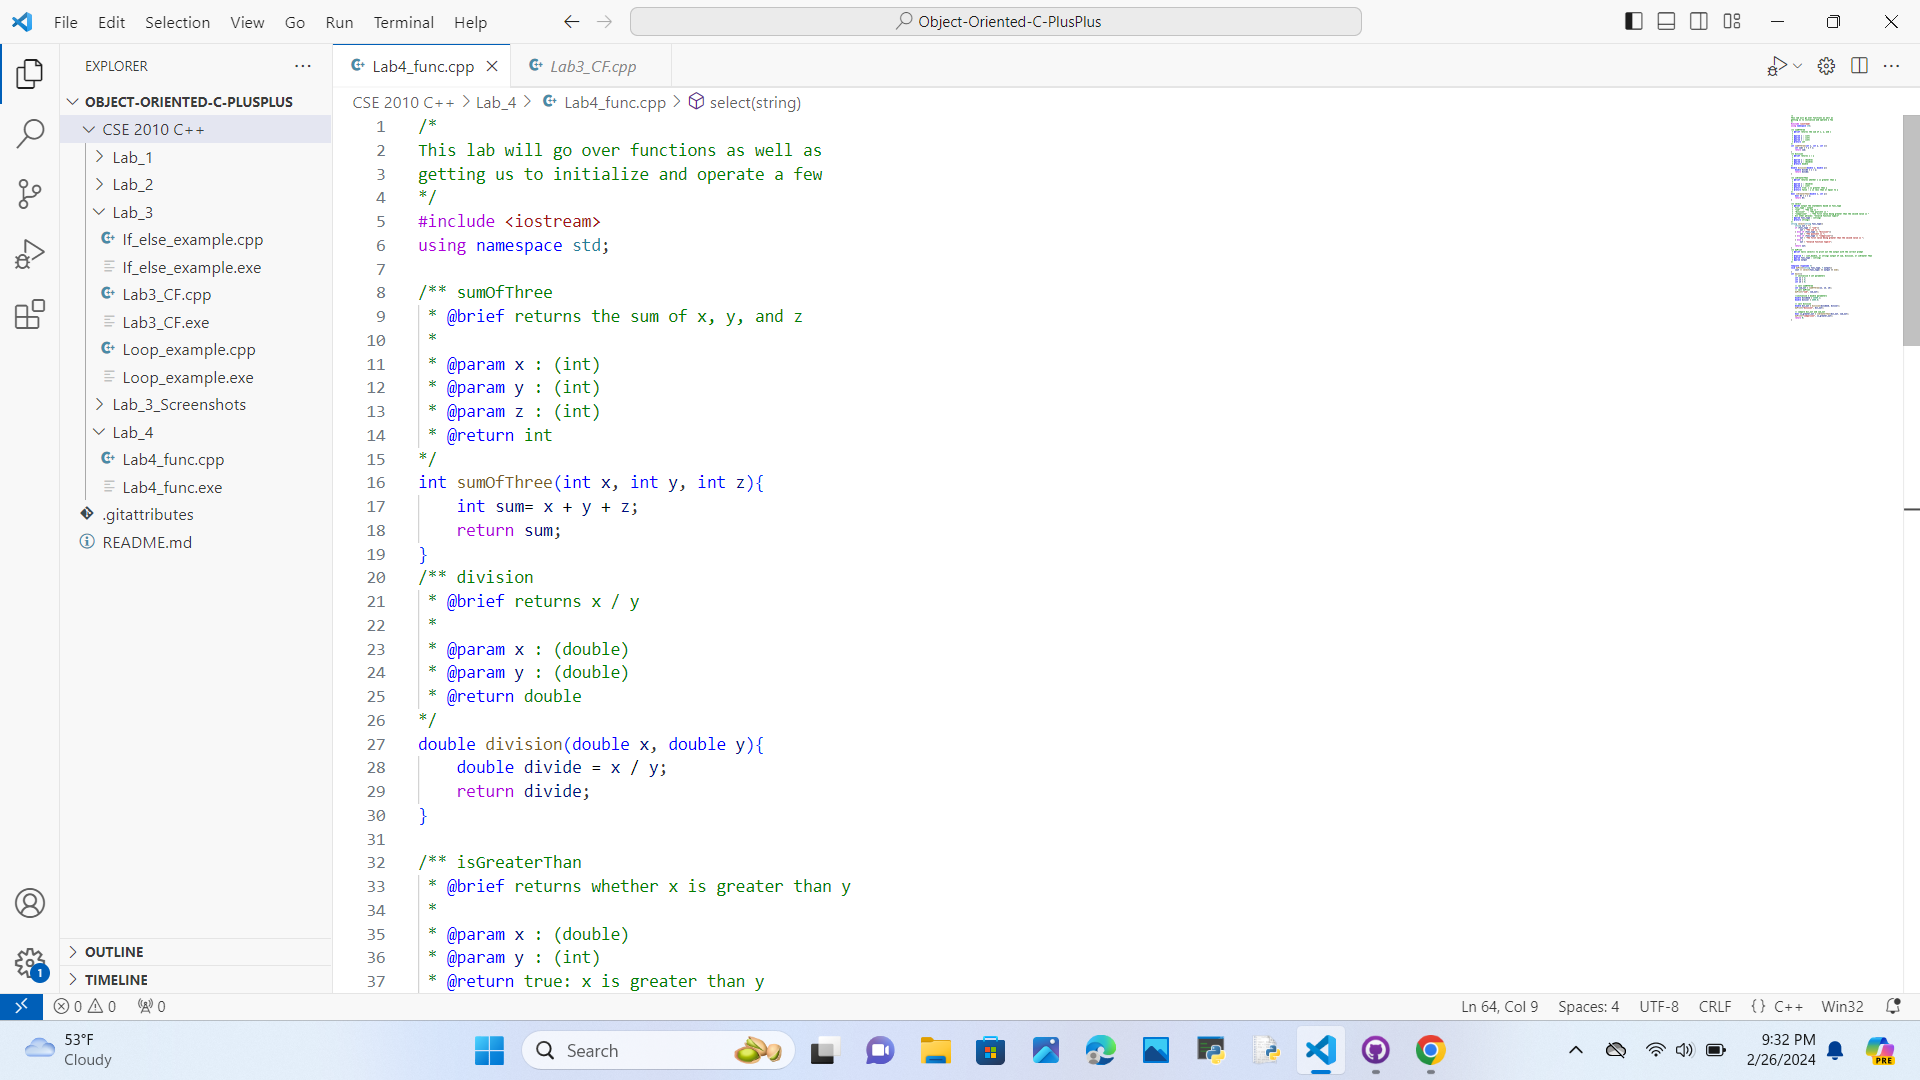 File Edit Selection View Go Run Terminal Help
Object-Oriented-C-PlusPlus
EXPLORER
OBJECT-ORIENTED-C-PLUSPLUS
CSE 2010 C++
Lab_1
Lab_2
Lab_3
If_else_example.cpp
If_else_example.exe
Lab3_CF.cpp
Lab3_CF.exe
Loop_example.cpp
Loop_example.exe
Lab_3_Screenshots
Lab_4
Lab4_func.cpp
Lab4_func.exe
.gitattributes
README.md
OUTLINE
TIMELINE
Lab4_func.cpp Lab3_CF.cpp
CSE 2010 C++ > Lab_4 > Lab4_func.cpp > select(string)
1 /*
2 This lab will go over functions as well as
3 getting us to initialize and operate a few
4 */
5 #include <iostream>
6 using namespace std;
7
8 /** sumOfThree
9 * @brief returns the sum of x, y, and z
10 *
11 * @param x : (int)
12 * @param y : (int)
13 * @param z : (int)
14 * @return int
15 */
16 int sumOfThree(int x, int y, int z){
17 int sum= x + y + z;
18 return sum;
19 }
20 /** division
21 * @brief returns x / y
22 *
23 * @param x : (double)
24 * @param y : (double)
25 * @return double
26 */
27 double division(double x, double y){
28 double divide = x / y;
29 return divide;
30 }
31
32 /** isGreaterThan
33 * @brief returns whether x is greater than y
34 *
35 * @param x : (double)
36 * @param y : (int)
37 * @return true: x is greater than y
1
0 0 0
Ln 64, Col 9 Spaces: 4 UTF-8 CRLF {} C++ Win32
53°F
Cloudy
Search
9:32 PM
2/26/2024
PRE